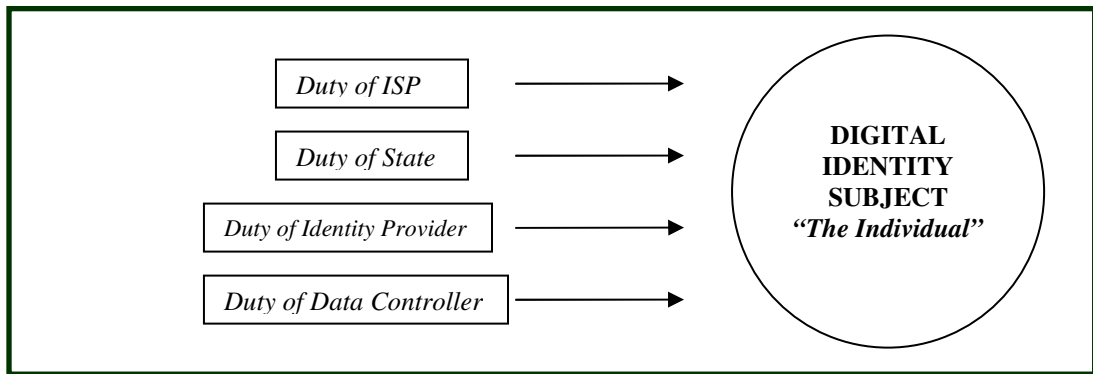 Duty of ISP
Duty of State
Duty of Identity Provider
Duty of Data Controller
DIGITAL
IDENTITY
SUBJECT
“The Individual”